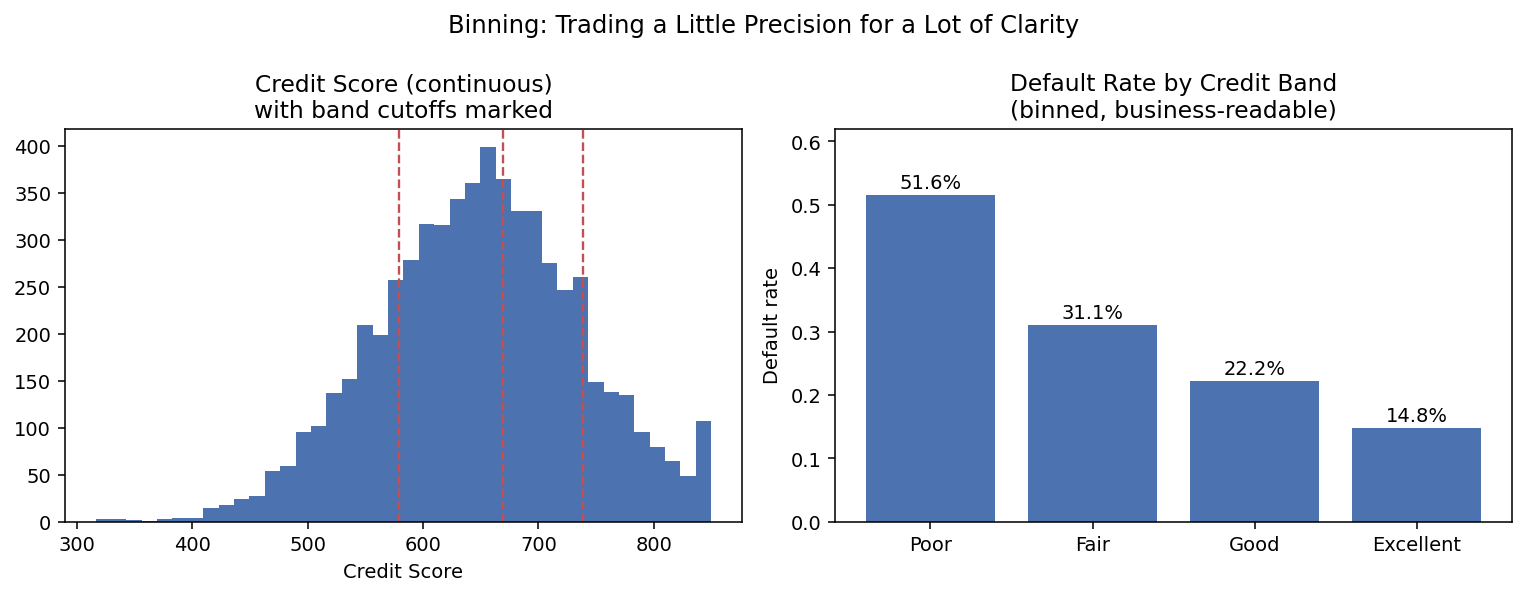 Binning: Trading a Little Precision for a Lot of Clarity
Credit Score (continuous)
with band cutoffs marked
400
350
300
250
200
150
100
50
0
300 400 500 600 700 800
Credit Score
Default Rate by Credit Band
(binned, business-readable)
Default rate
0.6
0.5
0.4
0.3
0.2
0.1
0.0
51.6%
31.1%
22.2%
14.8%
Poor Fair Good Excellent